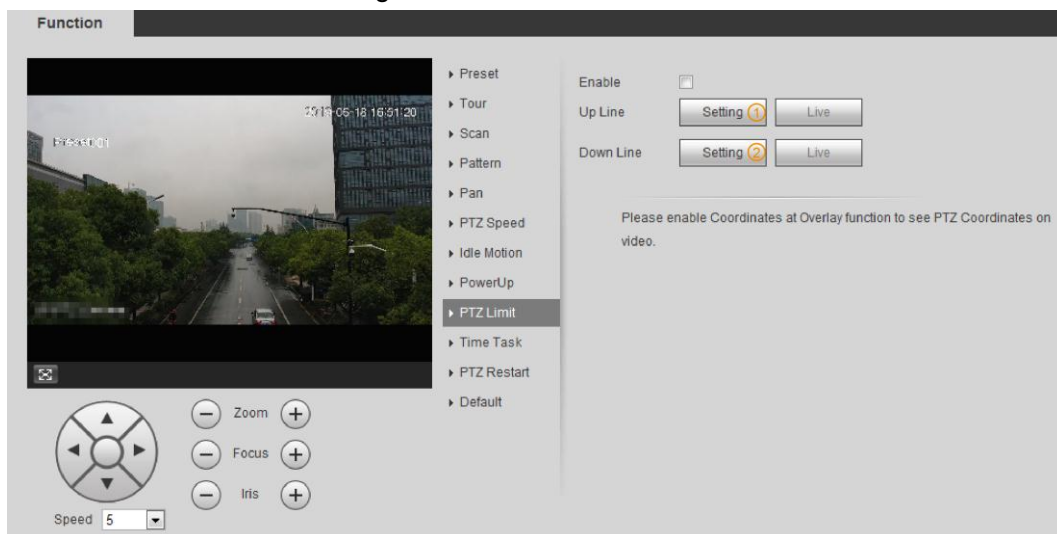 Function
2013-05-18 16:51:20
Preset01
Preset
Tour
Scan
Pattern
Pan
PTZ Speed
Idle Motion
PowerUp
PTZ Limit
Time Task
PTZ Restart
Default
Enable
Up Line Setting 1 Live
Down Line Setting 2 Live
Please enable Coordinates at Overlay function to see PTZ Coordinates on
video.
Zoom
Focus
Iris
Speed 5